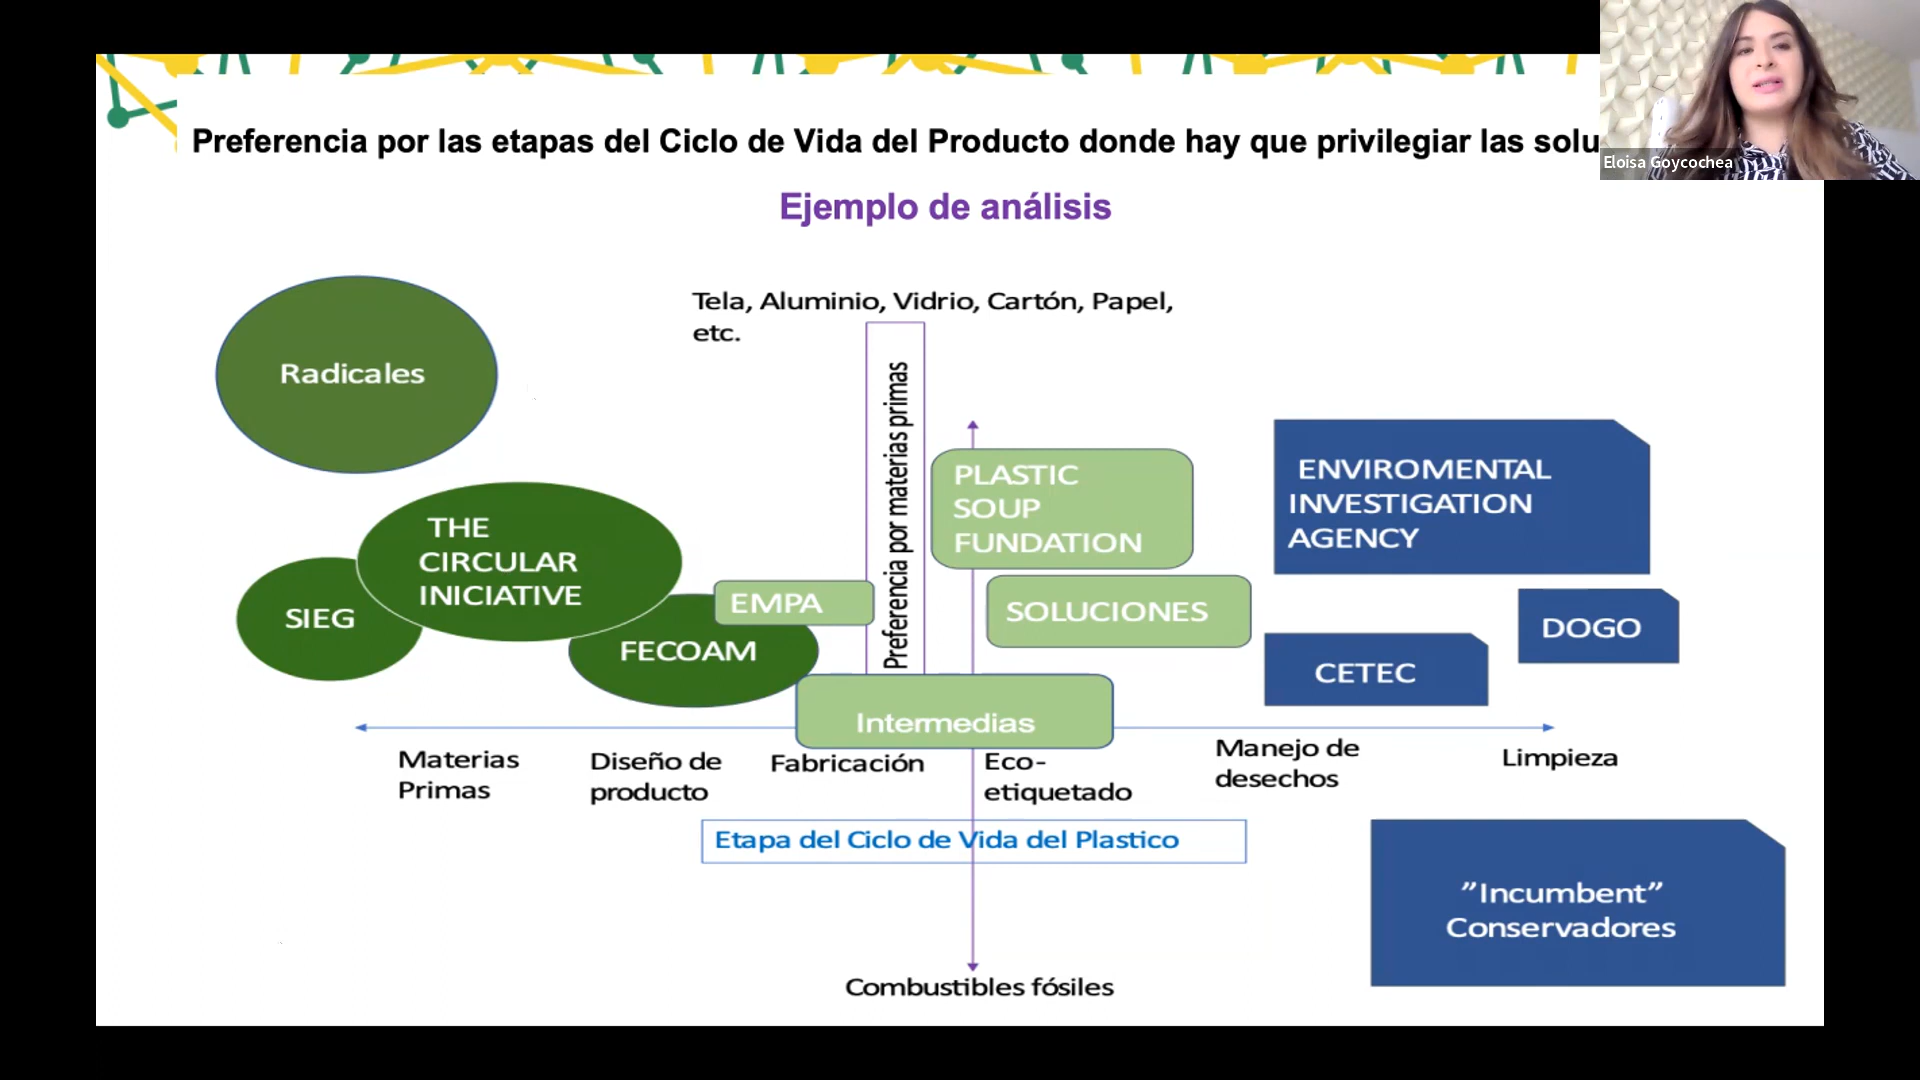 Preferencia por las etapas del Ciclo de Vida del Producto donde hay que privilegiar las solu
Eloisa Goycochea
Ejemplo de análisis
Tela, Aluminio, Vidrio, Cartón, Papel,
etc.
Radicales
Preferencia por materias primas
PLASTIC
SOUP
FUNDATION
ENVIROMENTAL
INVESTIGATION
AGENCY
THE
CIRCULAR
INICIATIVE
SIEG
EMPA
FECOAM
SOLUCIONES
DOGO
CETEC
Intermedias
Materias
Primas
Diseño de
producto
Fabricación
Eco-
etiquetado
Manejo de
desechos
Limpieza
Etapa del Ciclo de Vida del Plastico
”Incumbent”
Conservadores
Combustibles fósiles